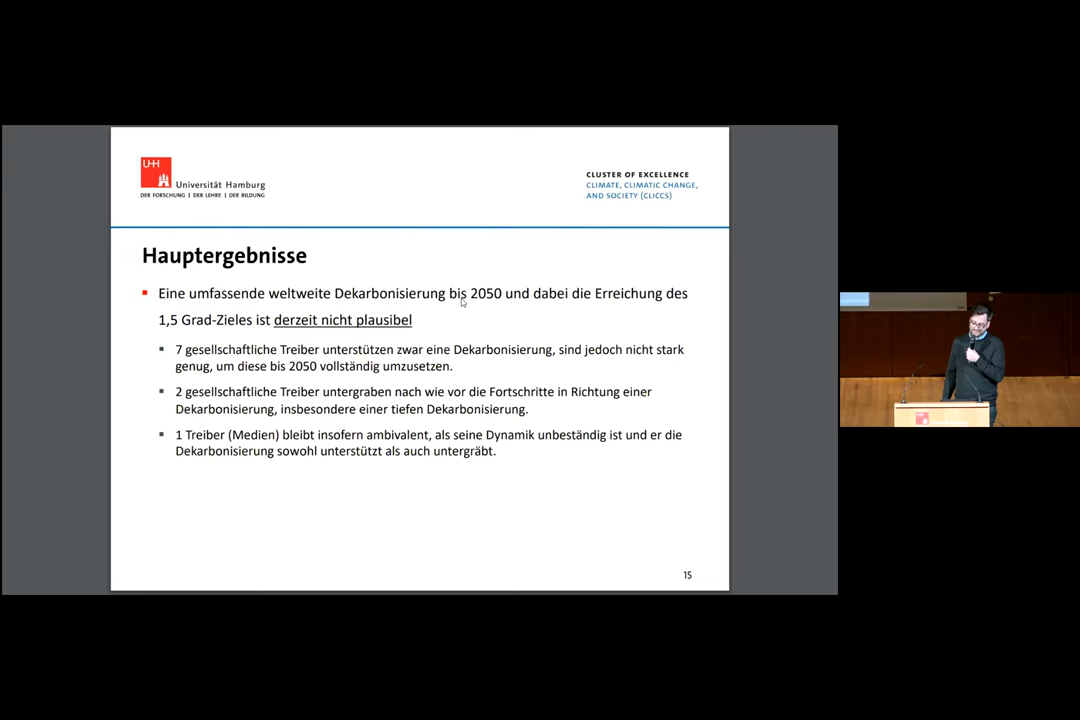 UHH
Universität Hamburg
DER FORSCHUNG | DER LEHRE | DER BILDUNG
CLUSTER OF EXCELLENCE
CLIMATE, CLIMATIC CHANGE,
AND SOCIETY (CLICCS)
Hauptergebnisse
Eine umfassende weltweite Dekarbonisierung bis 2050 und dabei die Erreichung des
1,5 Grad-Zieles ist derzeit nicht plausibel
7 gesellschaftliche Treiber unterstützen zwar eine Dekarbonisierung, sind jedoch nicht stark
genug, um diese bis 2050 vollständig umzusetzen.
2 gesellschaftliche Treiber untergraben nach wie vor die Fortschritte in Richtung einer
Dekarbonisierung, insbesondere einer tiefen Dekarbonisierung.
1 Treiber (Medien) bleibt insofern ambivalent, als seine Dynamik unbeständig ist und er die
Dekarbonisierung sowohl unterstützt als auch untergräbt.
15